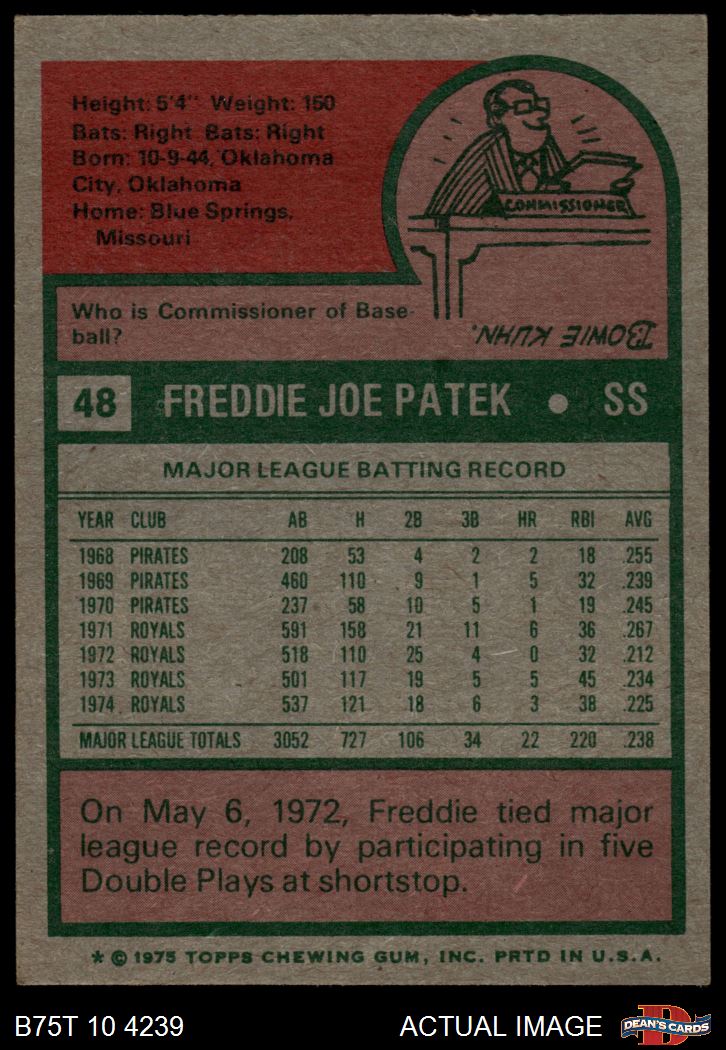 Height: 5'4" Weight: 150
Bats: Right Bats: Right
Born: 10-9-44, Oklahoma
City, Oklahoma
Home: Blue Springs,
Missouri
COMMISSIONER
Who is Commissioner of Base-
ball?
BOWIE KUHN.
48 FREDDIE JOE PATEK • SS
MAJOR LEAGUE BATTING RECORD
YEAR CLUB AB H 2B 3B HR RBI AVG
1968 PIRATES 208 53 4 2 2 18 .255
1969 PIRATES 460 110 9 1 5 32 .239
1970 PIRATES 237 58 10 5 1 19 .245
1971 ROYALS 591 158 21 11 6 36 .267
1972 ROYALS 518 110 25 4 0 32 .212
1973 ROYALS 501 117 19 5 5 45 .234
1974 ROYALS 537 121 18 6 3 38 .225
MAJOR LEAGUE TOTALS 3052 727 106 34 22 220 .238
On May 6, 1972, Freddie tied major
league record by participating in five
Double Plays at shortstop.
* © 1975 TOPPS CHEWING GUM, INC. PRTD IN U.S.A.
B75T 10 4239 ACTUAL IMAGE
D
DEAN'S CARDS